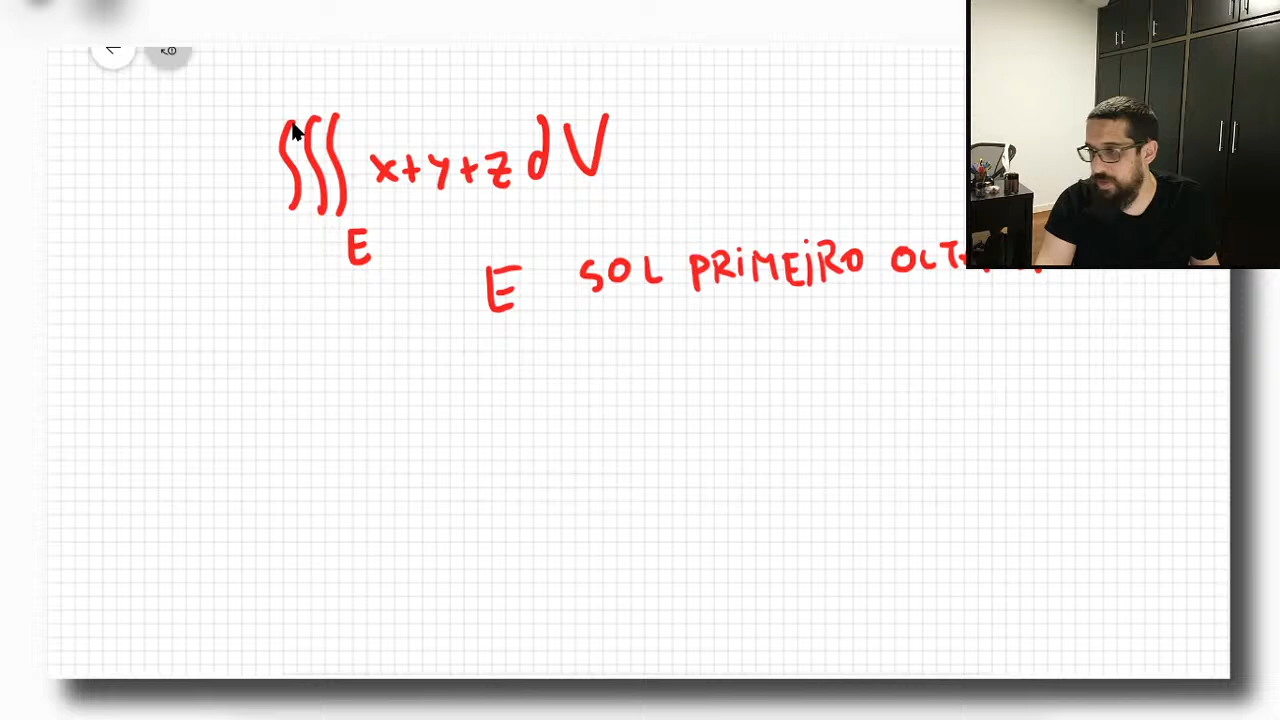 ∭ x+y+z dV
E
E SOL PRIMEIRO